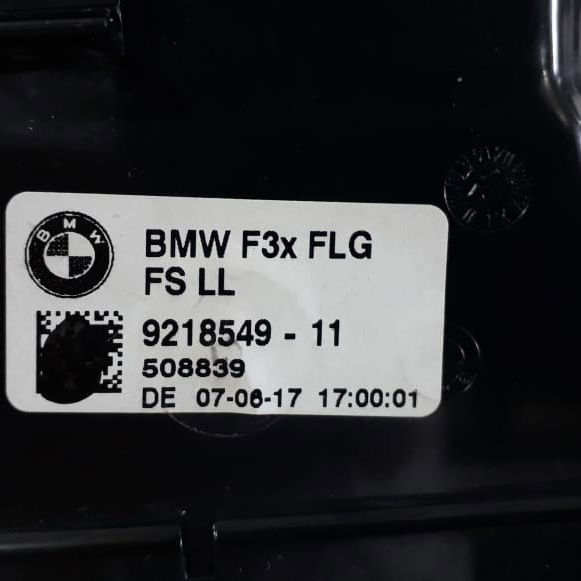 BMW
BMW F3x FLG
FS LL
9218549 - 11
508839
DE 07-06-17 17:00:01